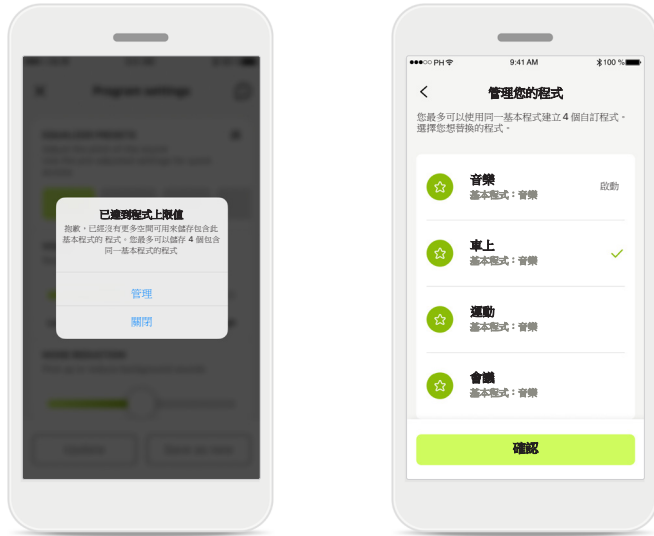 Program settings
已達到程式上限值
抱歉，已經沒有更多空間可用來儲存包含此
基本程式的 程式。您最多可以儲存 4 個包含
同一基本程式的程式
管理
關閉
Update
Save as new
PH
9:41 AM
100 %
管理您的程式
您最多可以使用同一基本程式建立 4 個自訂程式。
選擇您想替換的程式。
音樂
基本程式：音樂
啟動
車上
基本程式：音樂
運動
基本程式：音樂
會議
基本程式：音樂
確認